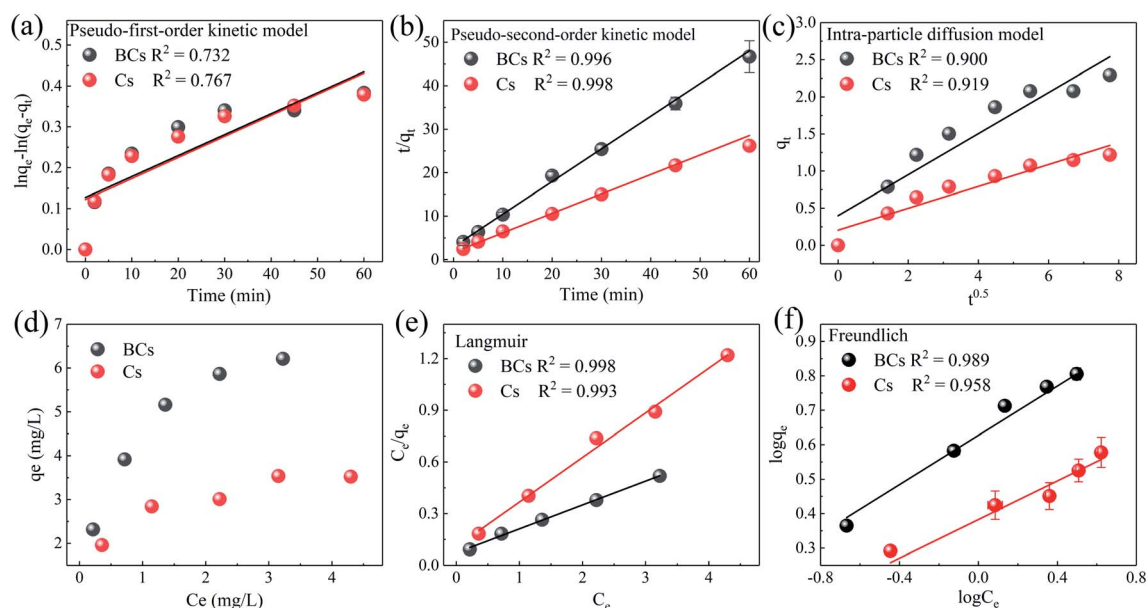 (a)
Pseudo-first-order kinetic model
BCs R² = 0.732
Cs R² = 0.767
lnqₑ-ln(qₑ-qₜ)
0.5
0.4
0.3
0.2
0.1
0.0
0 10 20 30 40 50 60
Time (min)
(b)
Pseudo-second-order kinetic model
BCs R² = 0.996
Cs R² = 0.998
t/qₜ
50
40
30
20
10
0
0 10 20 30 40 50 60
Time (min)
(c)
Intra-particle diffusion model
BCs R² = 0.900
Cs R² = 0.919
qₜ
3.0
2.5
2.0
1.5
1.0
0.5
0.0
0 2 4 6 8
t^0.5
(d)
BCs
Cs
qe (mg/L)
7
6
5
4
3
2
0 1 2 3 4
Ce (mg/L)
(e)
Langmuir
BCs R² = 0.998
Cs R² = 0.993
Cₑ/qₑ
1.2
0.9
0.6
0.3
0.0
0 1 2 3 4
Cₑ
(f)
Freundlich
BCs R² = 0.989
Cs R² = 0.958
logqₑ
0.9
0.8
0.7
0.6
0.5
0.4
0.3
-0.8 -0.4 0.0 0.4 0.8
logCₑ